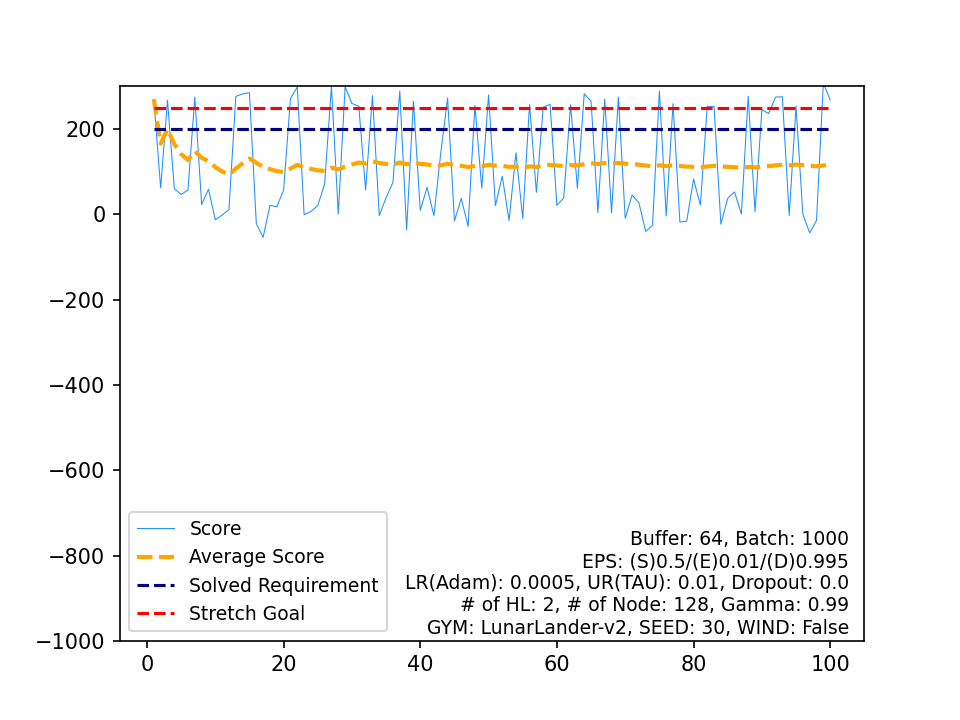 200
0
−200
−400
−600
−800
−1000
0
20
40
60
80
100
Score
Average Score
Solved Requirement
Stretch Goal
Buffer: 64, Batch: 1000
EPS: (S)0.5/(E)0.01/(D)0.995
LR(Adam): 0.0005, UR(TAU): 0.01, Dropout: 0.0
# of HL: 2, # of Node: 128, Gamma: 0.99
GYM: LunarLander-v2, SEED: 30, WIND: False